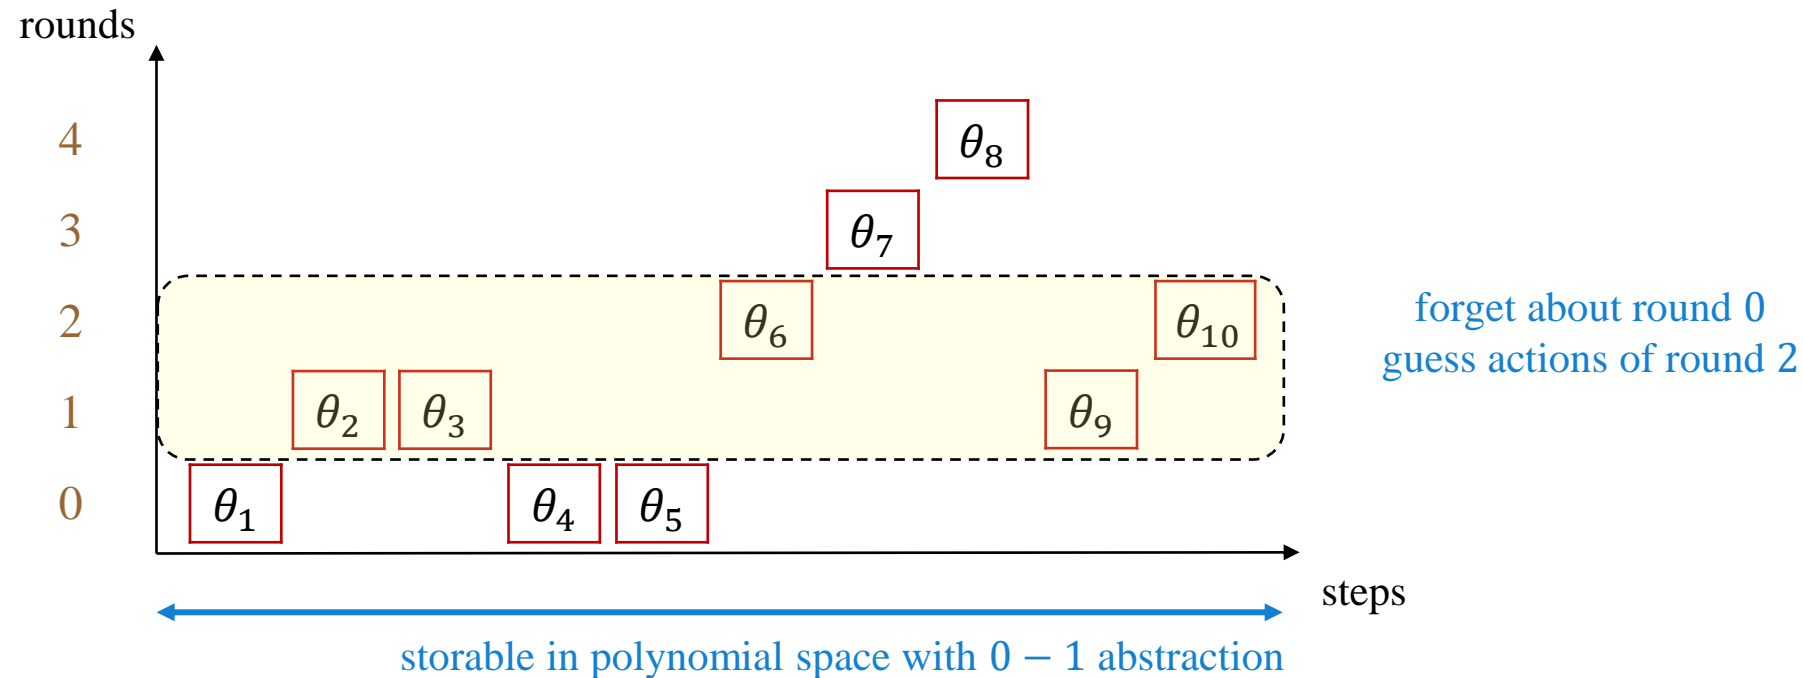 rounds
4
θ₈
3
θ₇
2
θ₆
θ₁₀
forget about round 0
guess actions of round 2
1
θ₂
θ₃
θ₉
0
θ₁
θ₄
θ₅
steps
storable in polynomial space with 0 − 1 abstraction